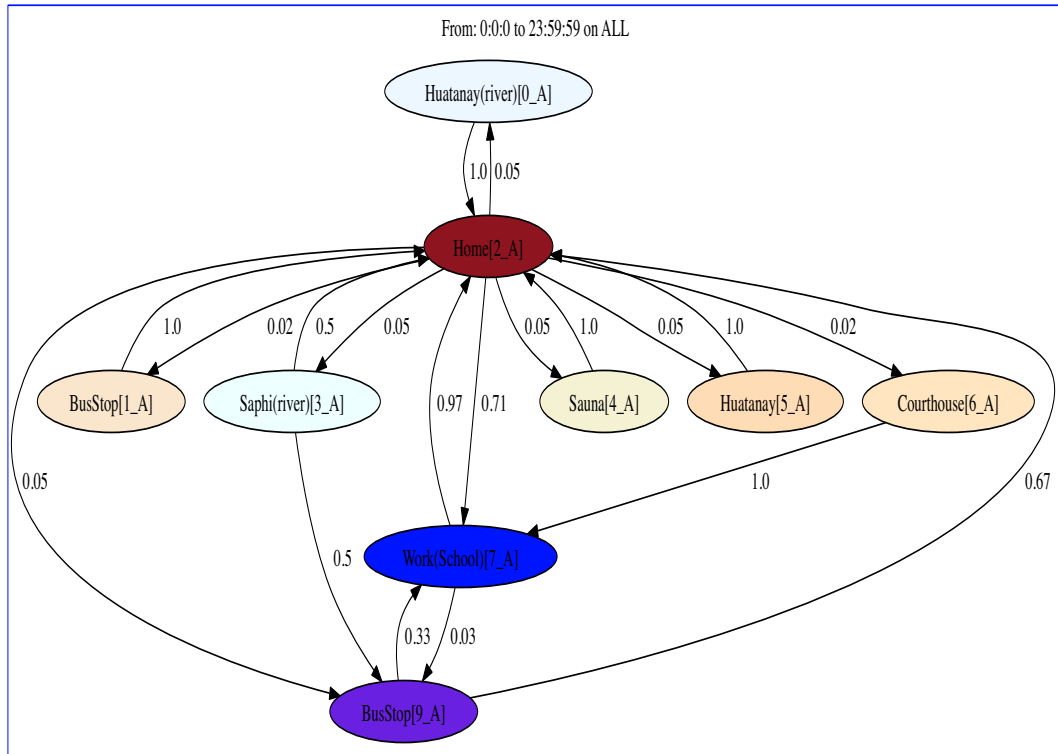 From: 0:0:0 to 23:59:59 on ALL
Huatanay(river)[0_A]
1.0
0.05
Home[2_A]
1.0
0.02
0.5
0.05
0.05
1.0
0.05
1.0
0.02
BusStop[1_A]
Saphi(river)[3_A]
0.97
0.71
Sauna[4_A]
Huatanay[5_A]
Courthouse[6_A]
0.05
1.0
0.67
0.5
Work(School)[7_A]
0.33
0.03
BusStop[9_A]